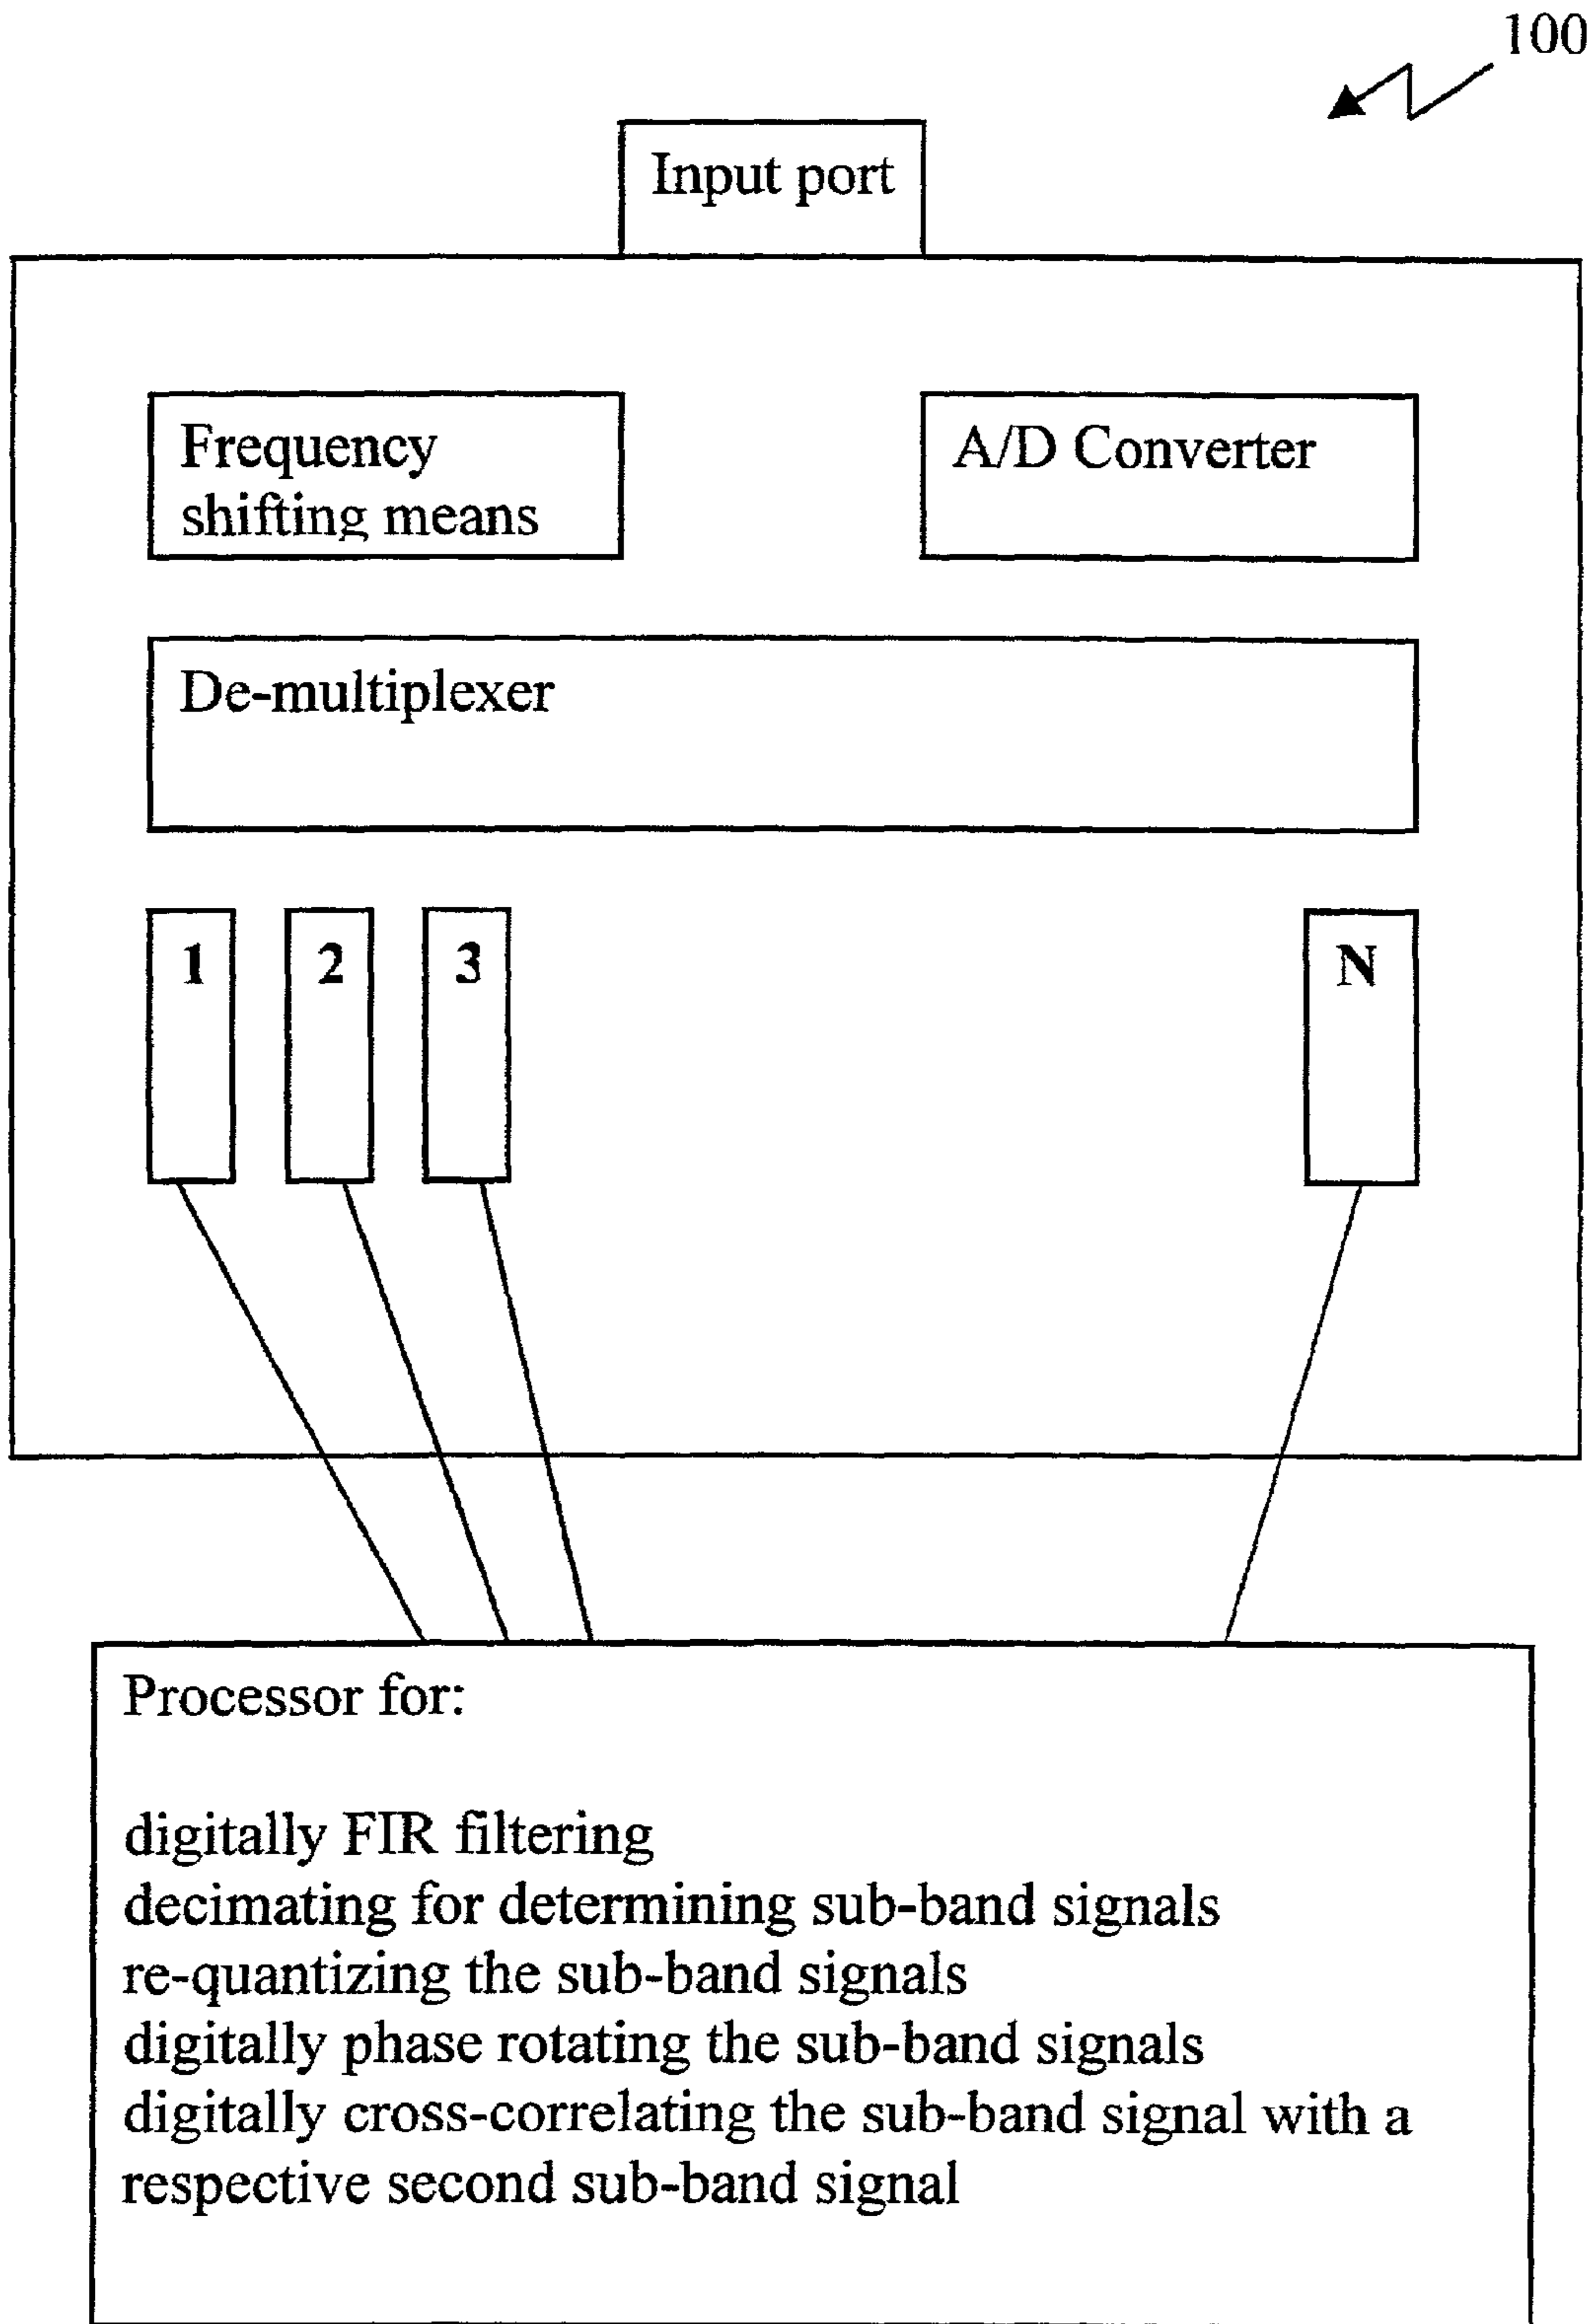 100
Input port
Frequency
shifting means
A/D Converter
De-multiplexer
1
2
3
N
Processor for:
digitally FIR filtering
decimating for determining sub-band signals
re-quantizing the sub-band signals
digitally phase rotating the sub-band signals
digitally cross-correlating the sub-band signal with a
respective second sub-band signal